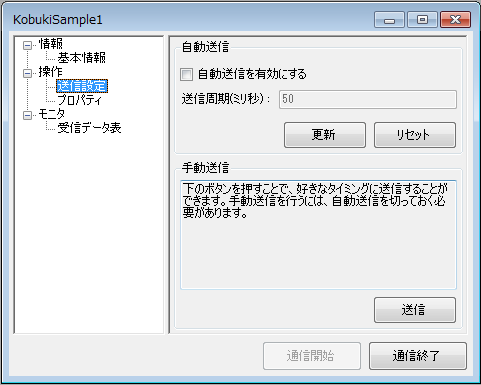 KobukiSample1
情報
基本情報
操作
送信設定
プロパティ
モニタ
受信データ表
自動送信
自動送信を有効にする
送信周期(ミリ秒)： 50
更新 リセット
手動送信
下のボタンを押すことで、好きなタイミングに送信することが
できます。手動送信を行うには、自動送信を切っておく必
要があります。
送信
通信開始 通信終了